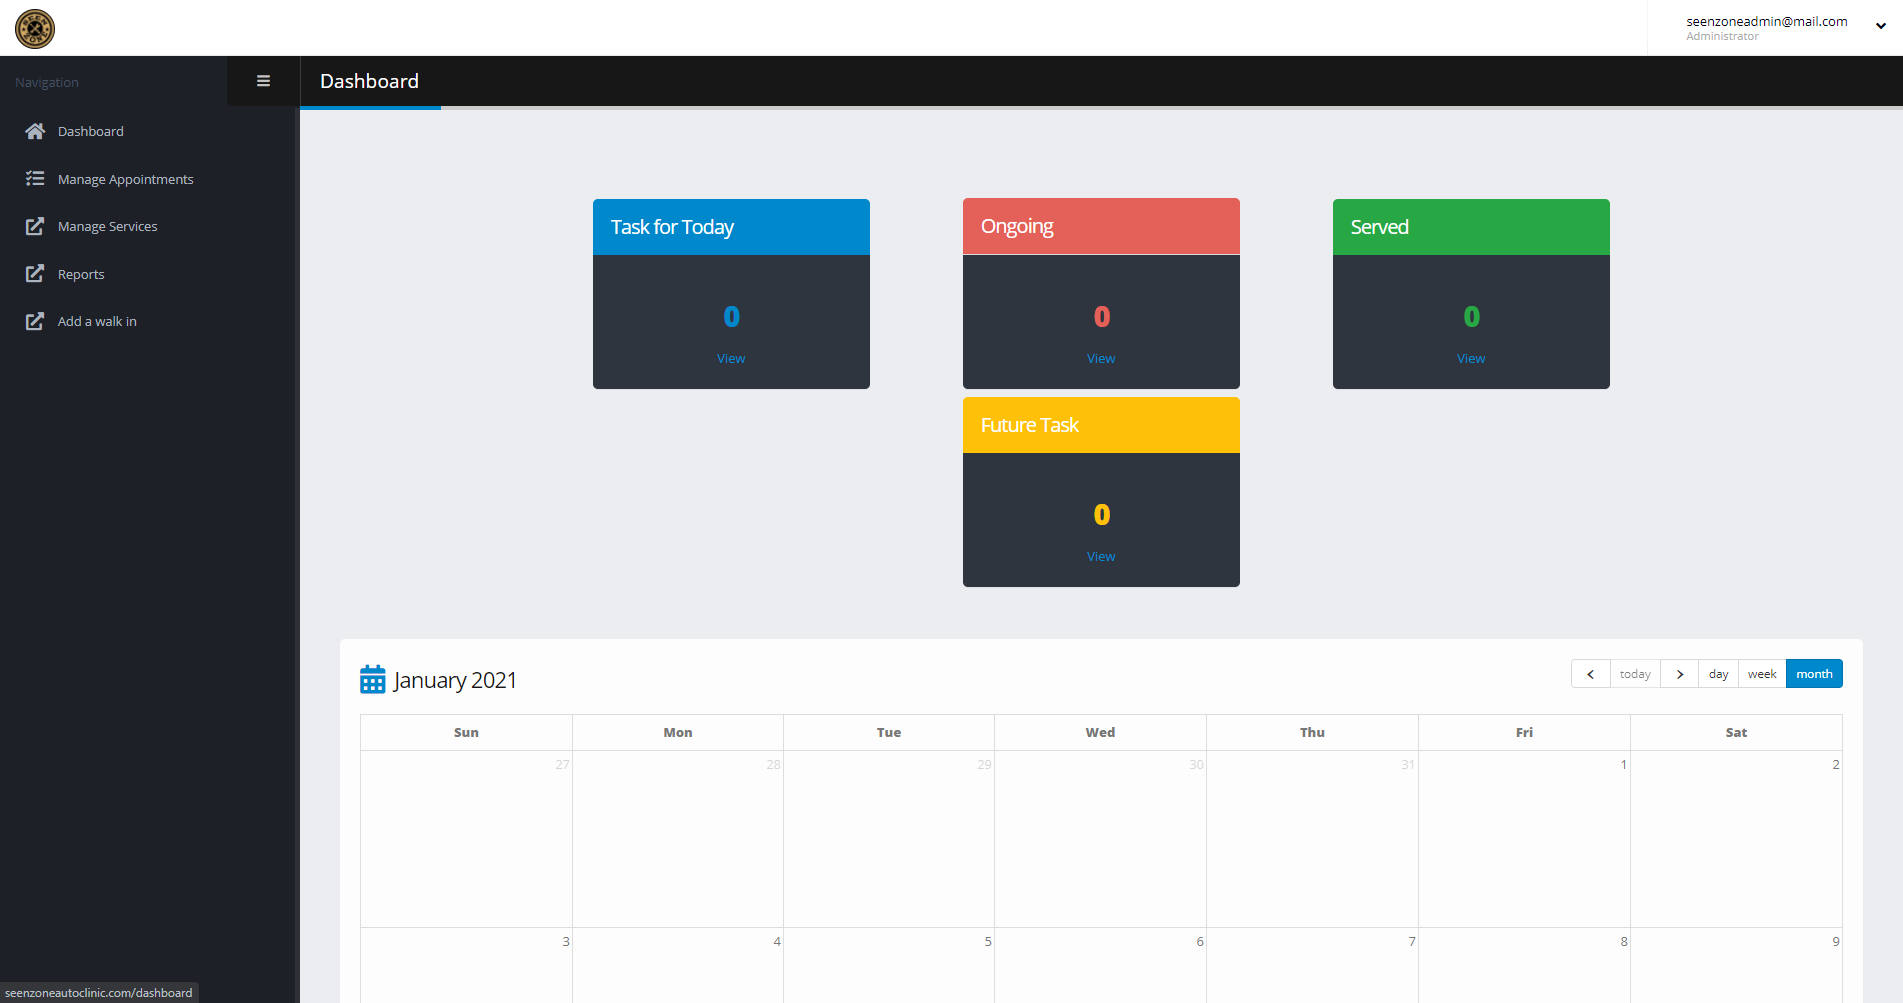 SEEN
ZONE
seenzoneadmin@mail.com
Administrator
Navigation
Dashboard
Dashboard
Manage Appointments
Manage Services
Reports
Add a walk in
Task for Today
0
View
Ongoing
0
View
Served
0
View
Future Task
0
View
January 2021
today
day
week
month
Sun Mon Tue Wed Thu Fri Sat
27 28 29 30 31 1 2
3 4 5 6 7 8 9
seenzoneautoclinic.com/dashboard